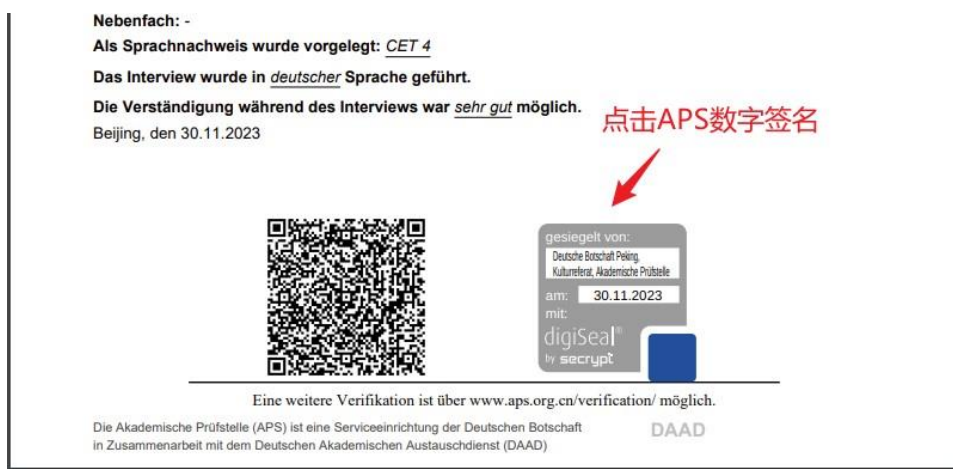 Nebenfach: -
Als Sprachnachweis wurde vorgelegt: CET 4
Das Interview wurde in deutscher Sprache geführt.
Die Verständigung während des Interviews war sehr gut möglich.
Beijing, den 30.11.2023
点击APS数字签名
gesiegelt von:
Deutsche Botschaft Peking,
Kulturreferat, Akademische Prüfstelle
am: 30.11.2023
mit:
digiSeal®
by secrypt
Eine weitere Verifikation ist über www.aps.org.cn/verification/ möglich.
Die Akademische Prüfstelle (APS) ist eine Serviceeinrichtung der Deutschen Botschaft
in Zusammenarbeit mit dem Deutschen Akademischen Austauschdienst (DAAD)
DAAD